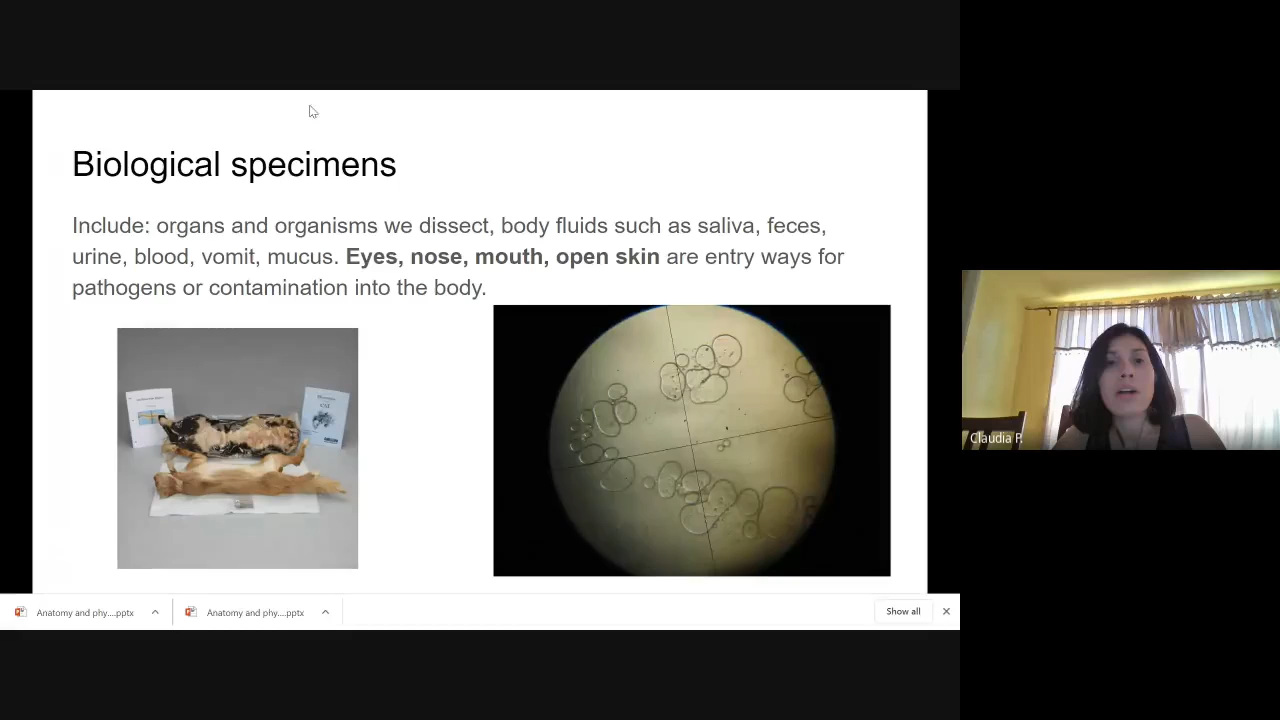 Biological specimens
Include: organs and organisms we dissect, body fluids such as saliva, feces,
urine, blood, vomit, mucus. Eyes, nose, mouth, open skin are entry ways for
pathogens or contamination into the body.
Claudia P.
Anatomy and phy....pptx
Anatomy and phy....pptx
Show all